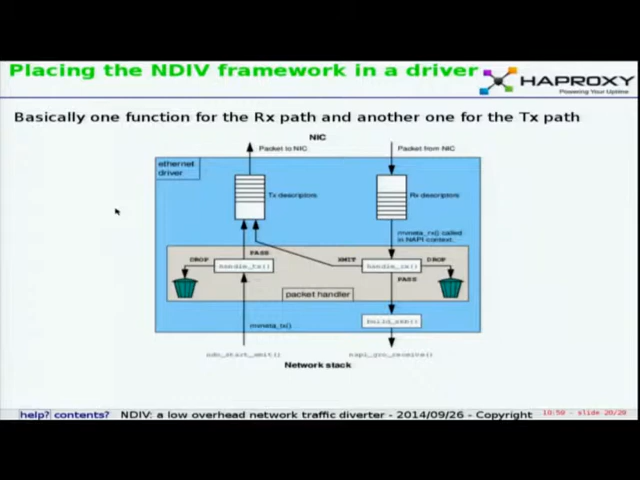 Placing the NDIV framework in a driver
HAPROXY
Powering Your Uptime
Basically one function for the Rx path and another one for the Tx path
NIC
Packet to NIC
Packet from NIC
ethernet
driver
Tx descriptors
Rx descriptors
mvneta_rx() called
in NAPI context.
PASS
DROP
XMIT
DROP
handle_tx()
handle_rx()
PASS
packet handler
mvneta_tx()
build_skb()
ndo_start_xmit()
napi_gro_receive()
Network stack
help? contents? NDIV: a low overhead network traffic diverter - 2014/09/26 - Copyright
slide 20/28